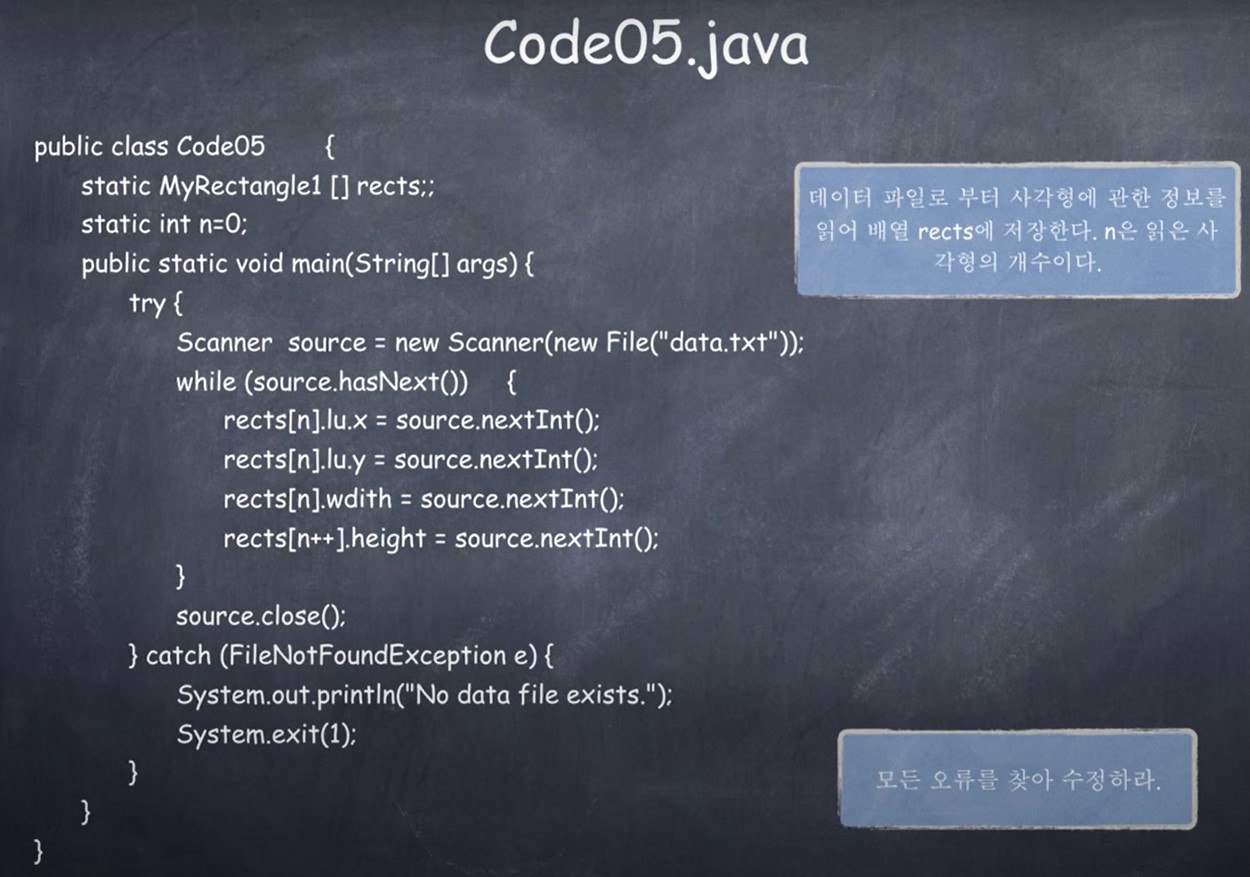 Code05.java
public class Code05 {
static MyRectangle1 [] rects;;
static int n=0;
public static void main(String[] args) {
try {
Scanner source = new Scanner(new File("data.txt"));
while (source.hasNext()) {
rects[n].lu.x = source.nextInt();
rects[n].lu.y = source.nextInt();
rects[n].wdith = source.nextInt();
rects[n++].height = source.nextInt();
}
source.close();
} catch (FileNotFoundException e) {
System.out.println("No data file exists.");
System.exit(1);
}
}
}
데이터 파일로 부터 사각형에 관한 정보를
읽어 배열 rects에 저장한다. n은 읽은 사
각형의 개수이다.
모든 오류를 찾아 수정하라.